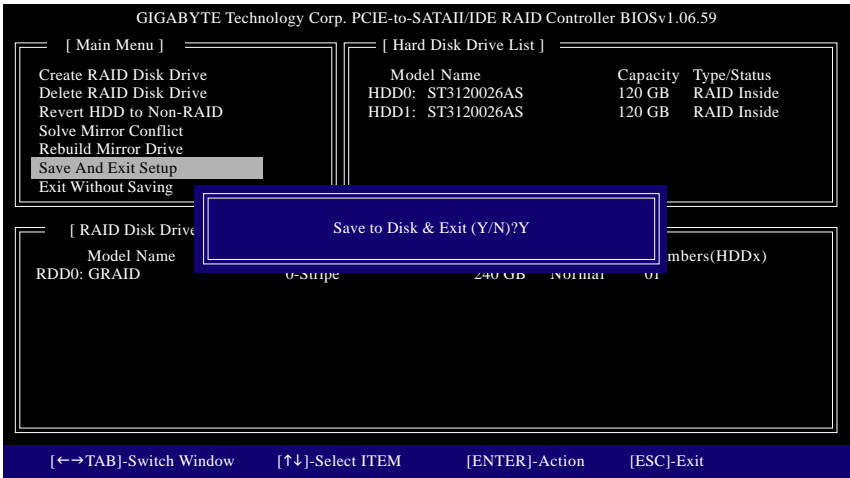 GIGABYTE Technology Corp. PCIE-to-SATAII/IDE RAID Controller BIOSv1.06.59
[ Main Menu ]
Create RAID Disk Drive
Delete RAID Disk Drive
Revert HDD to Non-RAID
Solve Mirror Conflict
Rebuild Mirror Drive
Save And Exit Setup
Exit Without Saving
[ Hard Disk Drive List ]
Model Name Capacity Type/Status
HDD0: ST3120026AS 120 GB RAID Inside
HDD1: ST3120026AS 120 GB RAID Inside
Save to Disk & Exit (Y/N)?Y
[ RAID Disk Drive
Model Name mbers(HDDx)
RDD0: GRAID 0-Stripe 240 GB Normal 01
[←→TAB]-Switch Window [↑↓]-Select ITEM [ENTER]-Action [ESC]-Exit